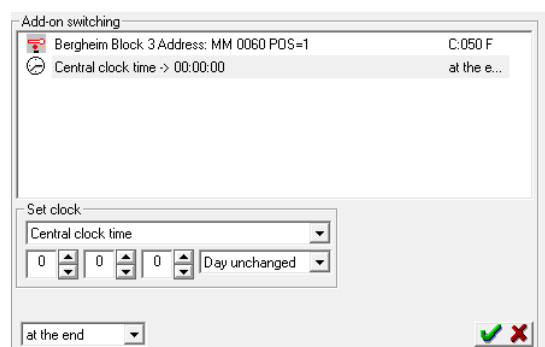 Add-on switching
Bergheim Block 3 Address: MM 0060 POS=1 C:050 F
Central clock time -> 00:00:00 at the e...
Set clock
Central clock time
0 0 0 Day unchanged
at the end